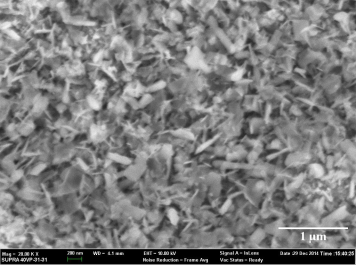 1 µm
Mag = 20.00 K X 200 nm WD = 4.1 mm EHT = 10.00 kV Signal A = InLens Date :29 Dec 2014 Time :15:40:25
SUPRA 40VP-31-31 Noise Reduction = Frame Avg Vac Status = Ready